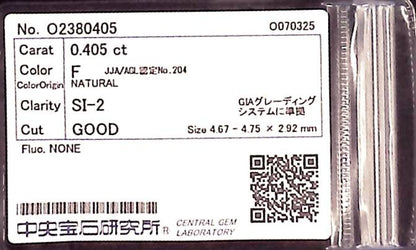 No. O2380405 O070325
Carat 0.405 ct
Color F JJA/AGL認定No.204
ColorOrigin NATURAL
Clarity SI-2 GIAグレーディング
システムに準拠
Cut GOOD Size 4.67 - 4.75 × 2.92 mm
Fluo. NONE
中央宝石研究所® CENTRAL GEM
LABORATORY